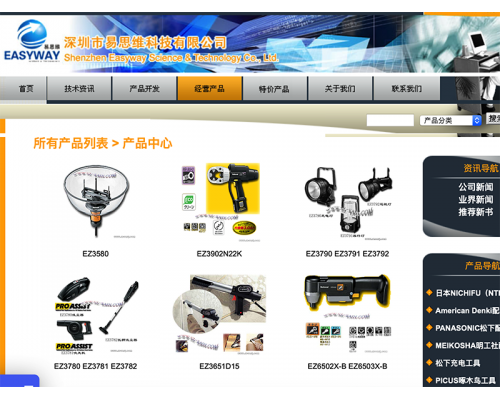 易思维
EASYWAY
深圳市易思维科技有限公司
Shenzhen Easyway Science & Technology Co., Ltd.
首页
技术资讯
产品开发
经营产品
特价产品
关于我们
联系我们
产品分类
搜
所有产品列表 > 产品中心
资讯导航
公司新闻
业界新闻
推荐新书
EZ3580
EZ3902N22K
EZ3790 EZ3791 EZ3792
产品导航
日本NICHIFU（NT
American Denki配
PANASONIC松下配
MEIKOSHA明工社
松下充电工具
PICUS啄木鸟工具
PROASSIST
PROASSIST
EZ3780 EZ3781 EZ3782
EZ3651D15
EZ6502X-B EZ6503X-B